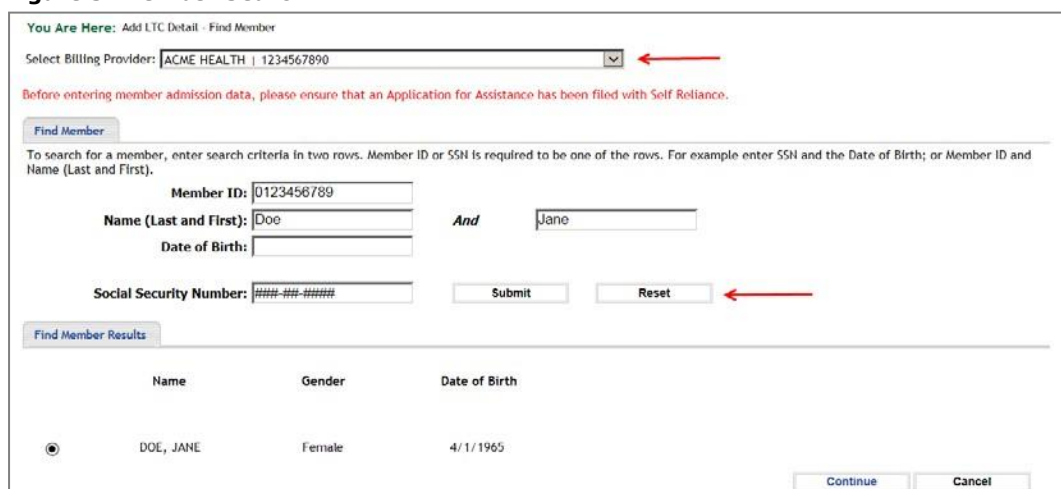 You Are Here: Add LTC Detail - Find Member
Select Billing Provider: ACME HEALTH | 1234567890
Before entering member admission data, please ensure that an Application for Assistance has been filed with Self Reliance.
Find Member
To search for a member, enter search criteria in two rows. Member ID or SSN is required to be one of the rows. For example enter SSN and the Date of Birth; or Member ID and
Name (Last and First).
Member ID: 0123456789
Name (Last and First): Doe And Jane
Date of Birth:
Social Security Number: ###-##-#### Submit Reset
Find Member Results
Name Gender Date of Birth
DOE, JANE Female 4/1/1965
Continue Cancel